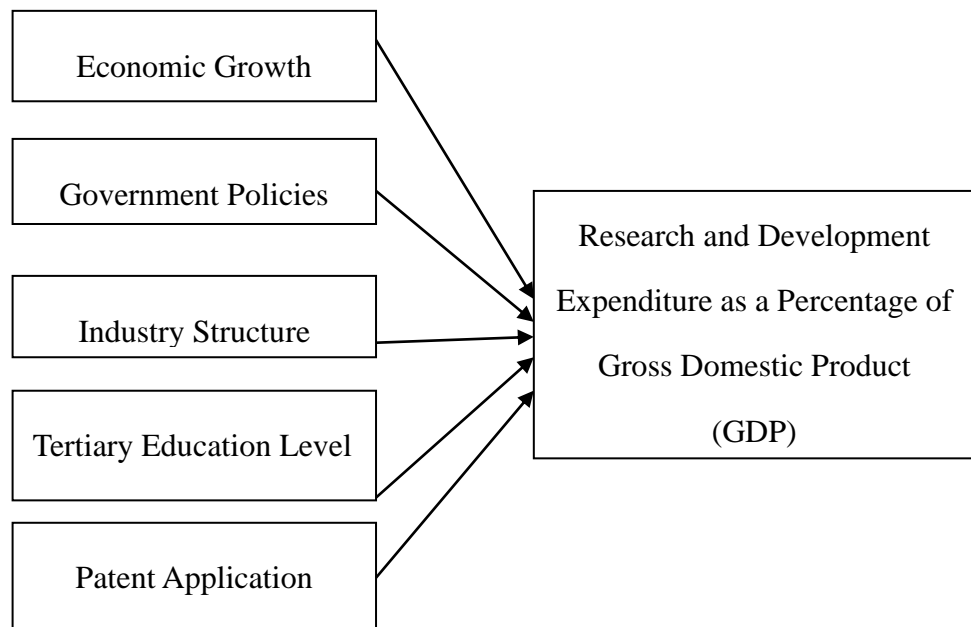 Economic Growth
Government Policies
Industry Structure
Tertiary Education Level
Patent Application
Research and Development
Expenditure as a Percentage of
Gross Domestic Product
(GDP)